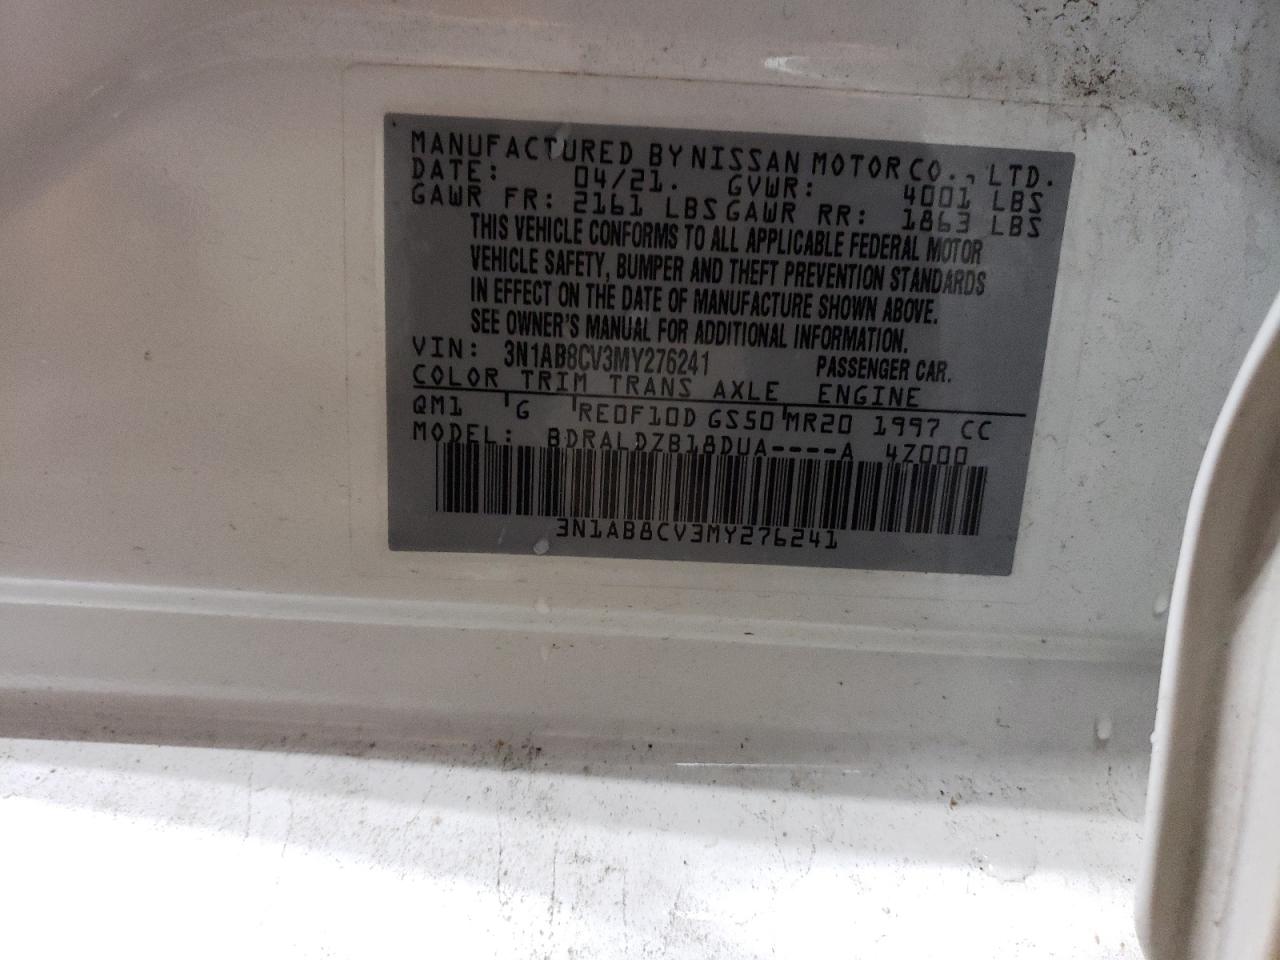 MANUFACTURED BY NISSAN MOTOR CO., LTD.
DATE: 04/21. GVWR: 4001 LBS
GAWR FR: 2161 LBS GAWR RR: 1863 LBS
THIS VEHICLE CONFORMS TO ALL APPLICABLE FEDERAL MOTOR
VEHICLE SAFETY, BUMPER AND THEFT PREVENTION STANDARDS
IN EFFECT ON THE DATE OF MANUFACTURE SHOWN ABOVE.
SEE OWNER'S MANUAL FOR ADDITIONAL INFORMATION.
VIN: 3N1AB8CV3MY276241 PASSENGER CAR.
COLOR TRIM TRANS AXLE ENGINE
QM1 G RE0F10D GS50 MR20 1997 CC
MODEL: BDRALDZB18DUA----A 4Z000
3N1AB8CV3MY276241